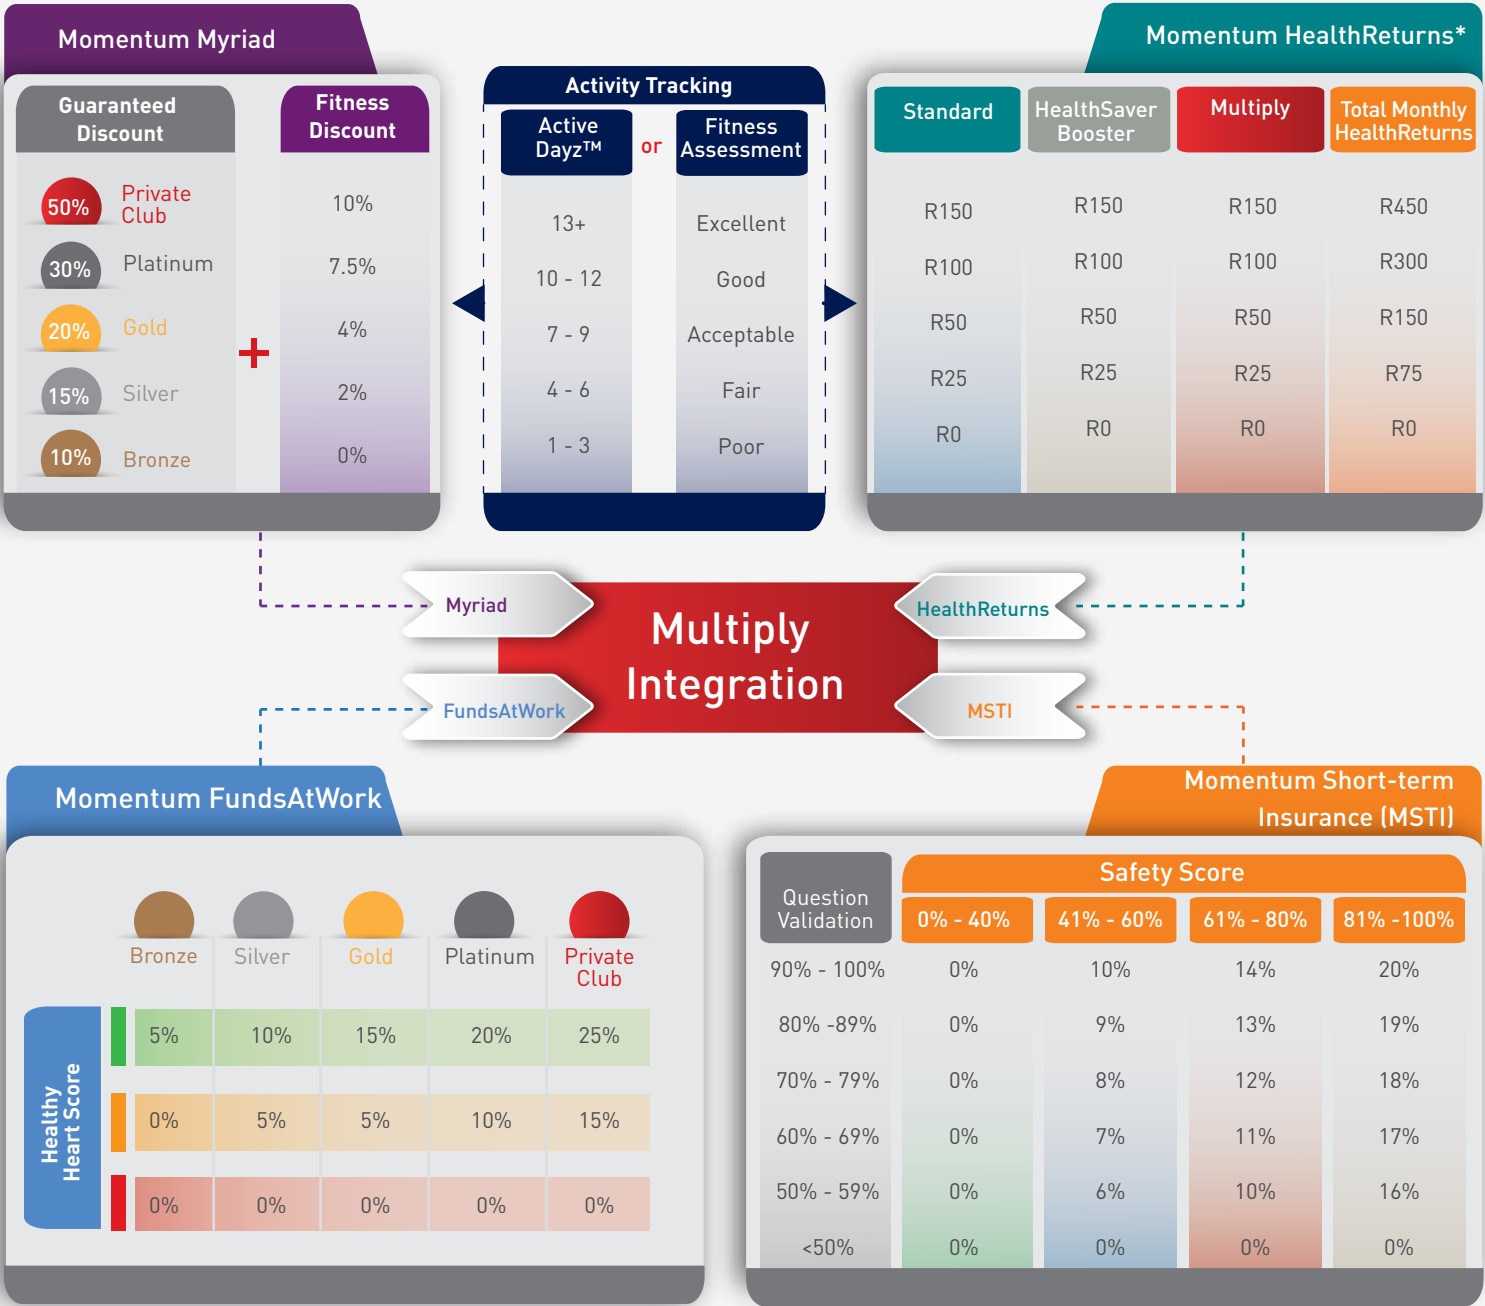 Momentum Myriad
Guaranteed
Discount
Fitness
Discount
50%
Private
Club
10%
30%
Platinum
7.5%
20%
Gold
4%
+
15%
Silver
2%
10%
Bronze
0%
Activity Tracking
Active
Dayz™
or
Fitness
Assessment
13+
Excellent
10 - 12
Good
7 - 9
Acceptable
4 - 6
Fair
1 - 3
Poor
Momentum HealthReturns*
Standard
HealthSaver
Booster
Multiply
Total Monthly
HealthReturns
R150 R150 R150 R450
R100 R100 R100 R300
R50 R50 R50 R150
R25 R25 R25 R75
R0 R0 R0 R0
Myriad
HealthReturns
Multiply
Integration
FundsAtWork
MSTI
Momentum FundsAtWork
Bronze
Silver
Gold
Platinum
Private
Club
Healthy
Heart Score
5% 10% 15% 20% 25%
0% 5% 5% 10% 15%
0% 0% 0% 0% 0%
Momentum Short-term
Insurance (MSTI)
Question
Validation
Safety Score
0% - 40% 41% - 60% 61% - 80% 81% -100%
90% - 100% 0% 10% 14% 20%
80% -89% 0% 9% 13% 19%
70% - 79% 0% 8% 12% 18%
60% - 69% 0% 7% 11% 17%
50% - 59% 0% 6% 10% 16%
<50% 0% 0% 0% 0%